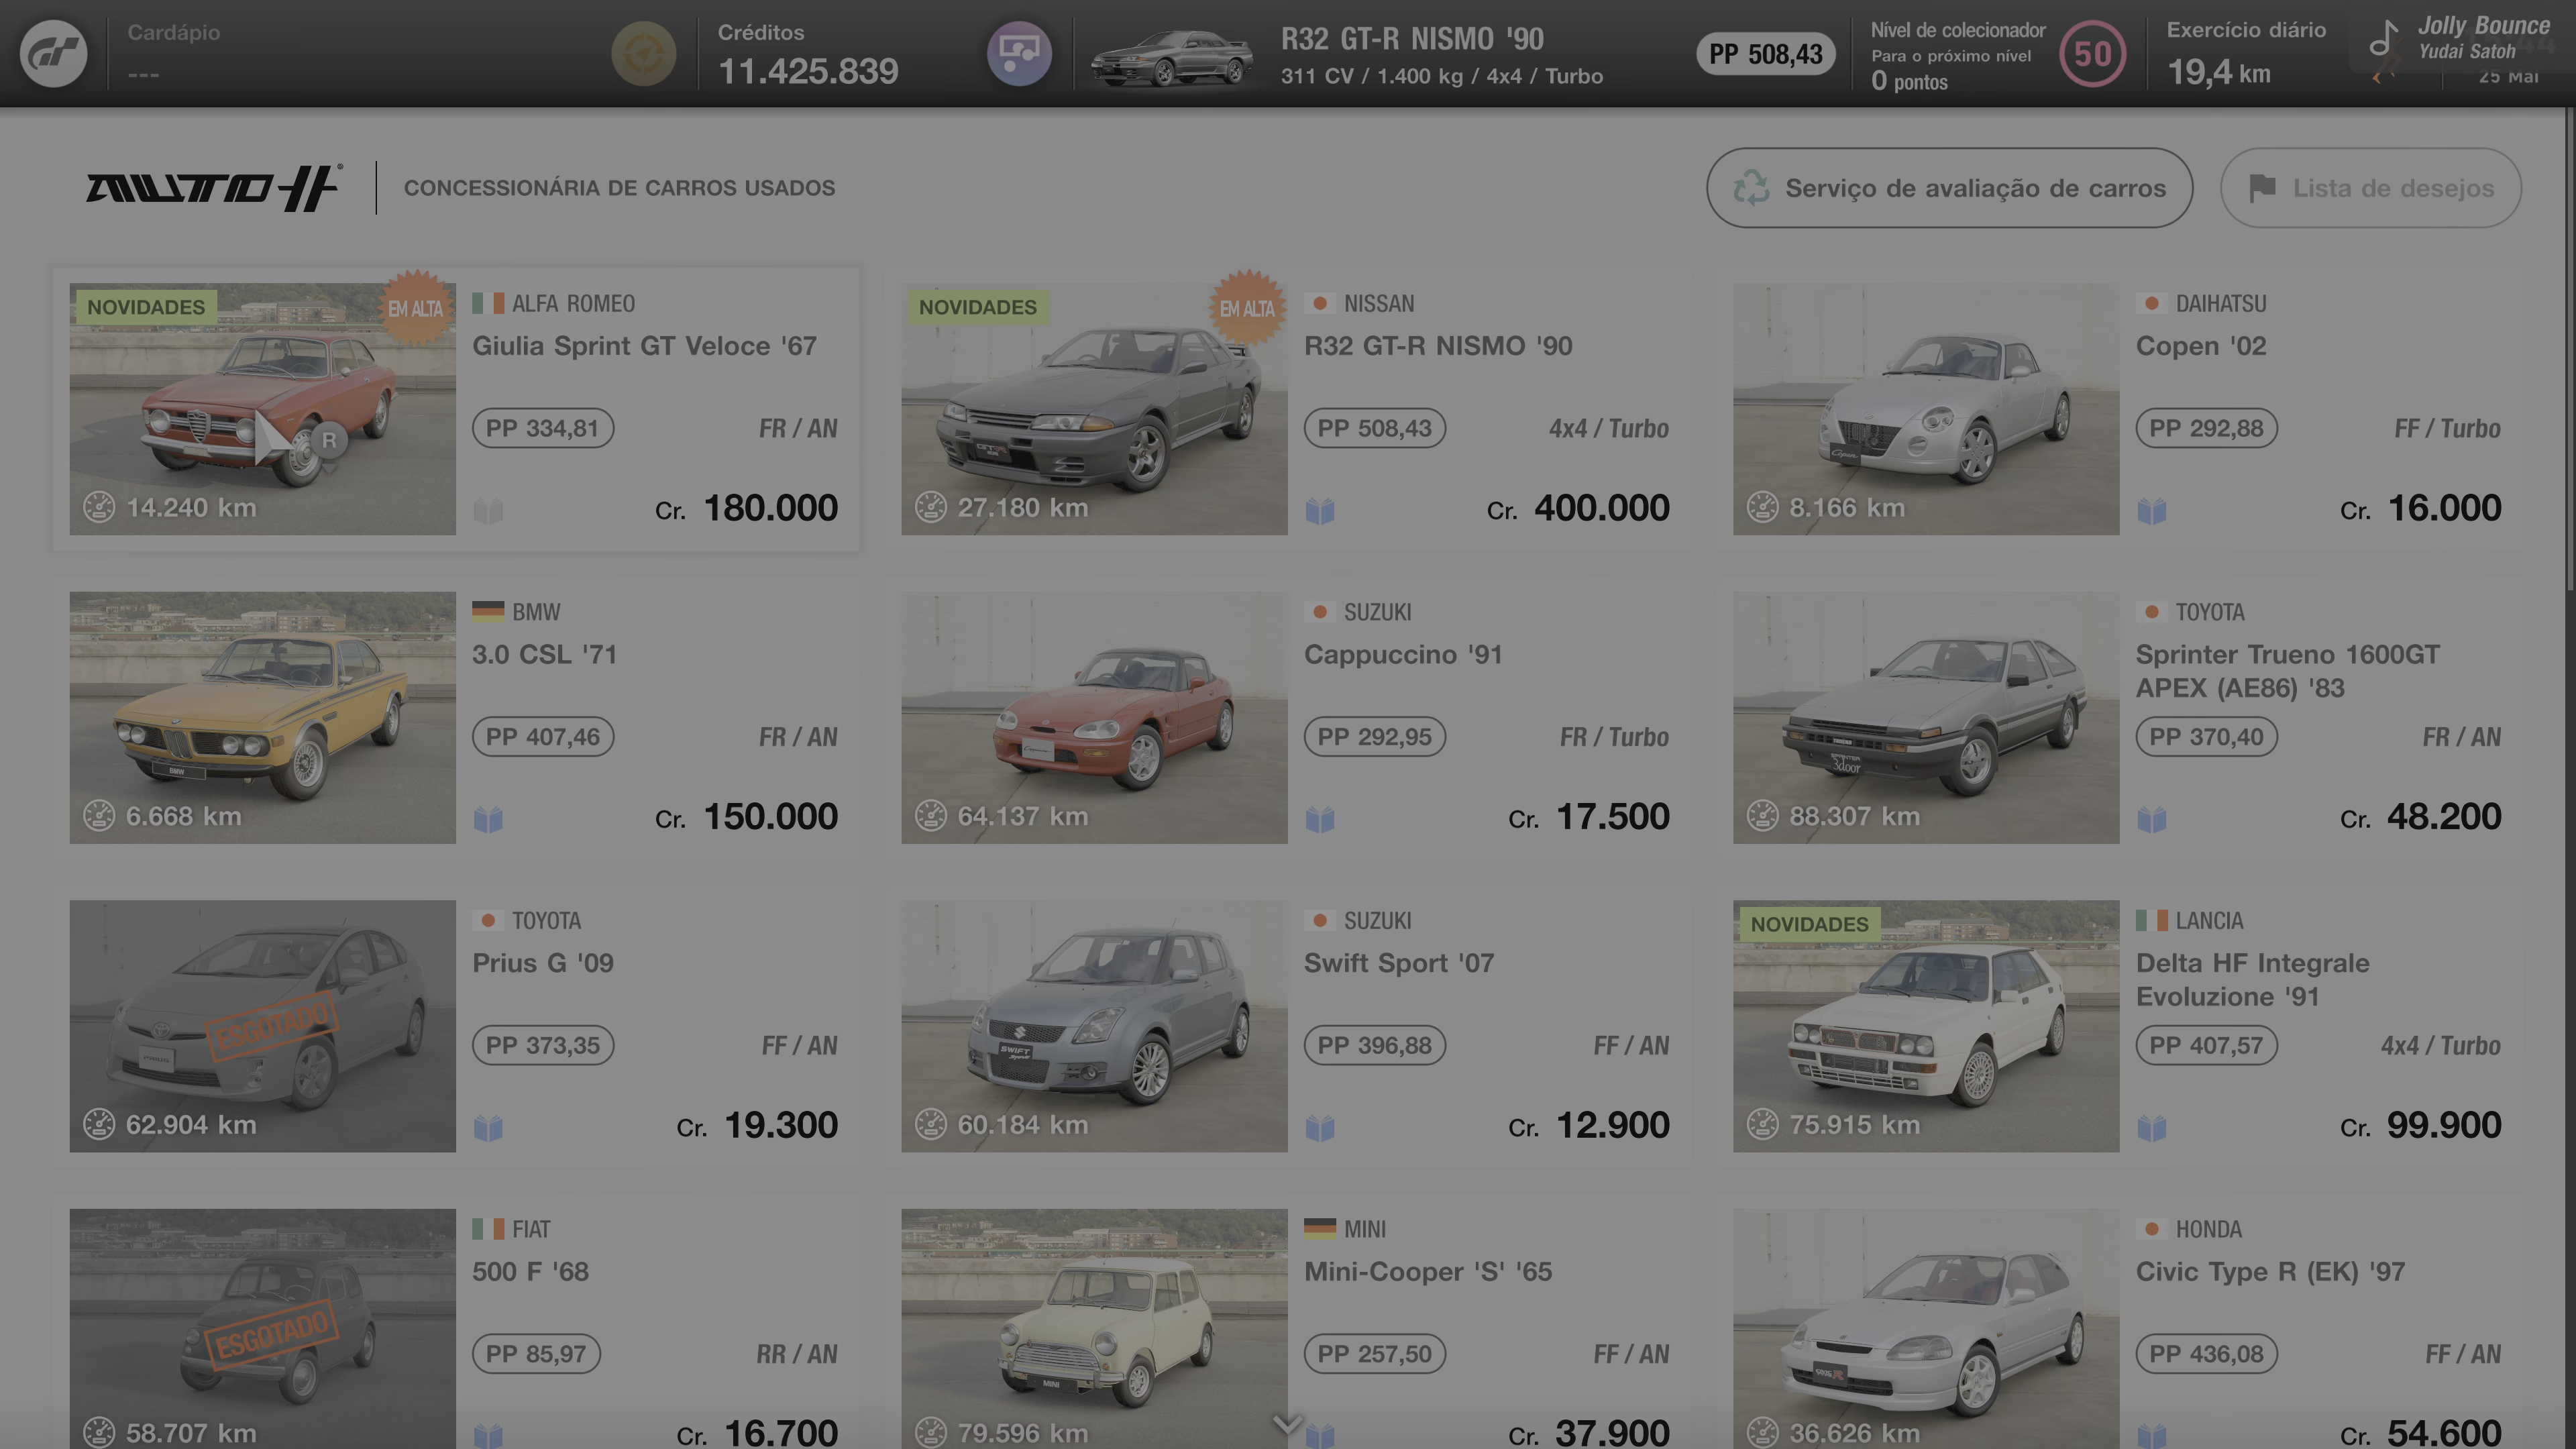 Cardápio
---
Créditos
11.425.839
R32 GT-R NISMO '90
311 CV / 1.400 kg / 4x4 / Turbo
PP 508,43
Nível de colecionador
Para o próximo nível
0 pontos
50
Exercício diário
19,4 km
Jolly Bounce
Yudai Satoh
25 Mai
AUTO
CONCESSIONÁRIA DE CARROS USADOS
Serviço de avaliação de carros
Lista de desejos
NOVIDADES
EM ALTA
ALFA ROMEO
Giulia Sprint GT Veloce '67
PP 334,81
FR / AN
R
14.240 km
Cr. 180.000
NOVIDADES
EM ALTA
NISSAN
R32 GT-R NISMO '90
PP 508,43
4x4 / Turbo
27.180 km
Cr. 400.000
DAIHATSU
Copen '02
PP 292,88
FF / Turbo
Copen
8.166 km
Cr. 16.000
BMW
3.0 CSL '71
PP 407,46
FR / AN
BMW
6.668 km
Cr. 150.000
SUZUKI
Cappuccino '91
PP 292,95
FR / Turbo
64.137 km
Cr. 17.500
TOYOTA
Sprinter Trueno 1600GT
APEX (AE86) '83
PP 370,40
FR / AN
SPRINTER
3door
88.307 km
Cr. 48.200
TOYOTA
Prius G '09
ESGOTADO
PP 373,35
FF / AN
62.904 km
Cr. 19.300
SUZUKI
Swift Sport '07
PP 396,88
FF / AN
SWIFT
Sport
60.184 km
Cr. 12.900
NOVIDADES
LANCIA
Delta HF Integrale
Evoluzione '91
PP 407,57
4x4 / Turbo
75.915 km
Cr. 99.900
FIAT
500 F '68
ESGOTADO
PP 85,97
RR / AN
58.707 km
Cr. 16.700
MINI
Mini-Cooper 'S' '65
PP 257,50
FF / AN
MINI
79.596 km
Cr. 37.900
HONDA
Civic Type R (EK) '97
PP 436,08
FF / AN
36.626 km
Cr. 54.600